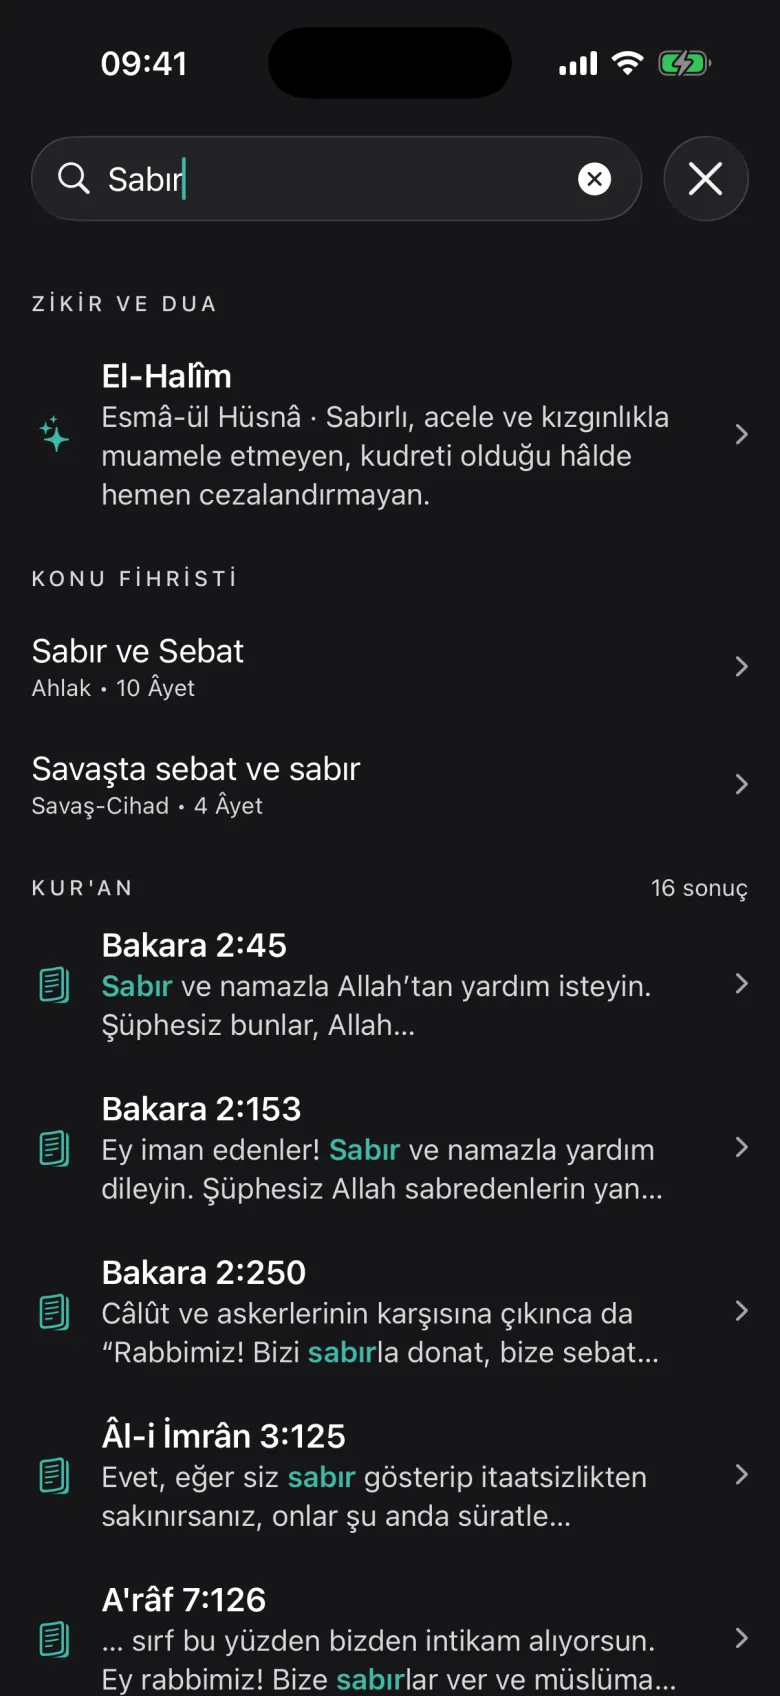 09:41
Sabır
ZİKİR VE DUA
El-Halîm
Esmâ-ül Hüsnâ · Sabırlı, acele ve kızgınlıkla
muamele etmeyen, kudreti olduğu hâlde
hemen cezalandırmayan.
KONU FİHRİSTİ
Sabır ve Sebat
Ahlak • 10 Âyet
Savaşta sebat ve sabır
Savaş-Cihad • 4 Âyet
KUR'AN
16 sonuç
Bakara 2:45
Sabır ve namazla Allah’tan yardım isteyin.
Şüphesiz bunlar, Allah...
Bakara 2:153
Ey iman edenler! Sabır ve namazla yardım
dileyin. Şüphesiz Allah sabredenlerin yan...
Bakara 2:250
Câlût ve askerlerinin karşısına çıkınca da
“Rabbimiz! Bizi sabırla donat, bize sebat...
Âl-i İmrân 3:125
Evet, eğer siz sabır gösterip itaatsizlikten
sakınırsanız, onlar şu anda süratle...
A'râf 7:126
... sırf bu yüzden bizden intikam alıyorsun.
Ey rabbimiz! Bize sabırlar ver ve müslüma...